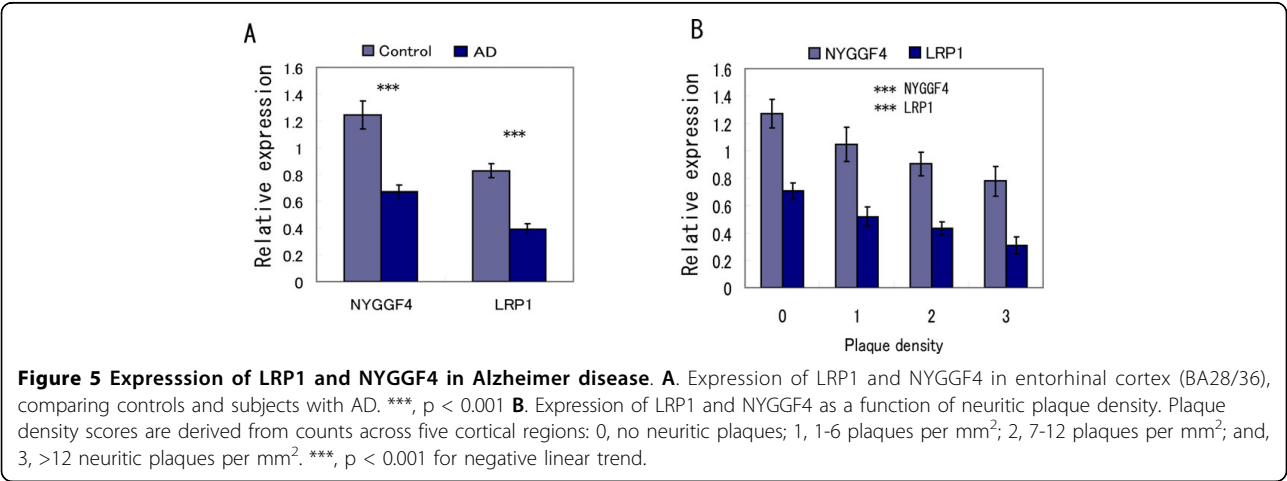 A
Control AD
Relative expression
1.6
1.4
1.2
1
0.8
0.6
0.4
0.2
0
***
***
NYGGF4 LRP1
B
NYGGF4 LRP1
Relative expression
1.6
1.4
1.2
1
0.8
0.6
0.4
0.2
0
*** NYGGF4
*** LRP1
0 1 2 3
Plaque density
Figure 5 Expresssion of LRP1 and NYGGF4 in Alzheimer disease. A. Expression of LRP1 and NYGGF4 in entorhinal cortex (BA28/36),
comparing controls and subjects with AD. ***, p < 0.001 B. Expression of LRP1 and NYGGF4 as a function of neuritic plaque density. Plaque
density scores are derived from counts across five cortical regions: 0, no neuritic plaques; 1, 1-6 plaques per mm²; 2, 7-12 plaques per mm²; and,
3, >12 neuritic plaques per mm². ***, p < 0.001 for negative linear trend.